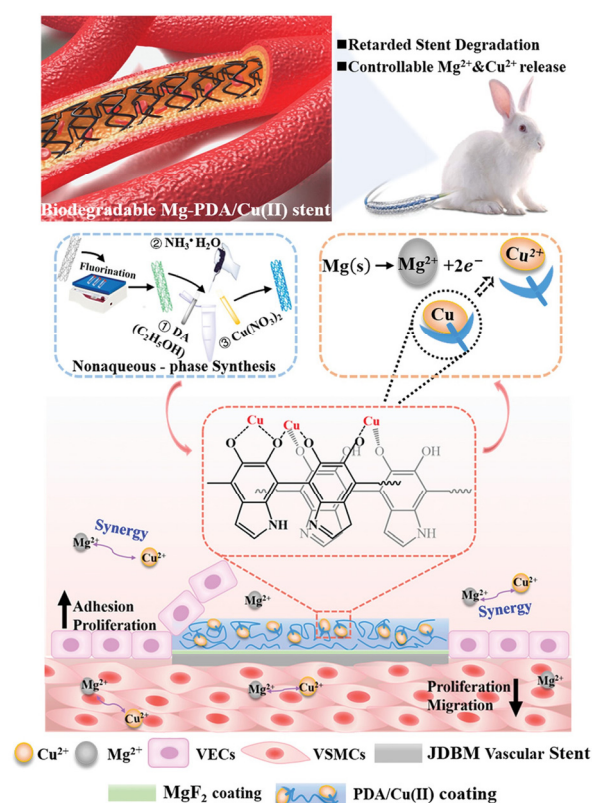 ■Retarded Stent Degradation
■Controllable Mg²⁺&Cu²⁺ release
Biodegradable Mg-PDA/Cu(II) stent
Fluorination
② NH₃·H₂O
① DA
(C₂H₅OH)
③ Cu(NO₃)₂
Nonaqueous - phase Synthesis
Mg(s) → Mg²⁺ +2e⁻
Cu²⁺
Cu
Cu
Cu
Cu
O
O
O
O
O
O
OH
OH
NH
N
N
NH
Synergy
Mg²⁺
Cu²⁺
Mg²⁺
Cu²⁺
Mg²⁺
Synergy
Adhesion
Proliferation
Mg²⁺
Cu²⁺
Mg²⁺
Cu²⁺
Proliferation
Migration
Mg²⁺
Cu²⁺ Mg²⁺ VECs VSMCs JDBM Vascular Stent
MgF₂ coating PDA/Cu(II) coating